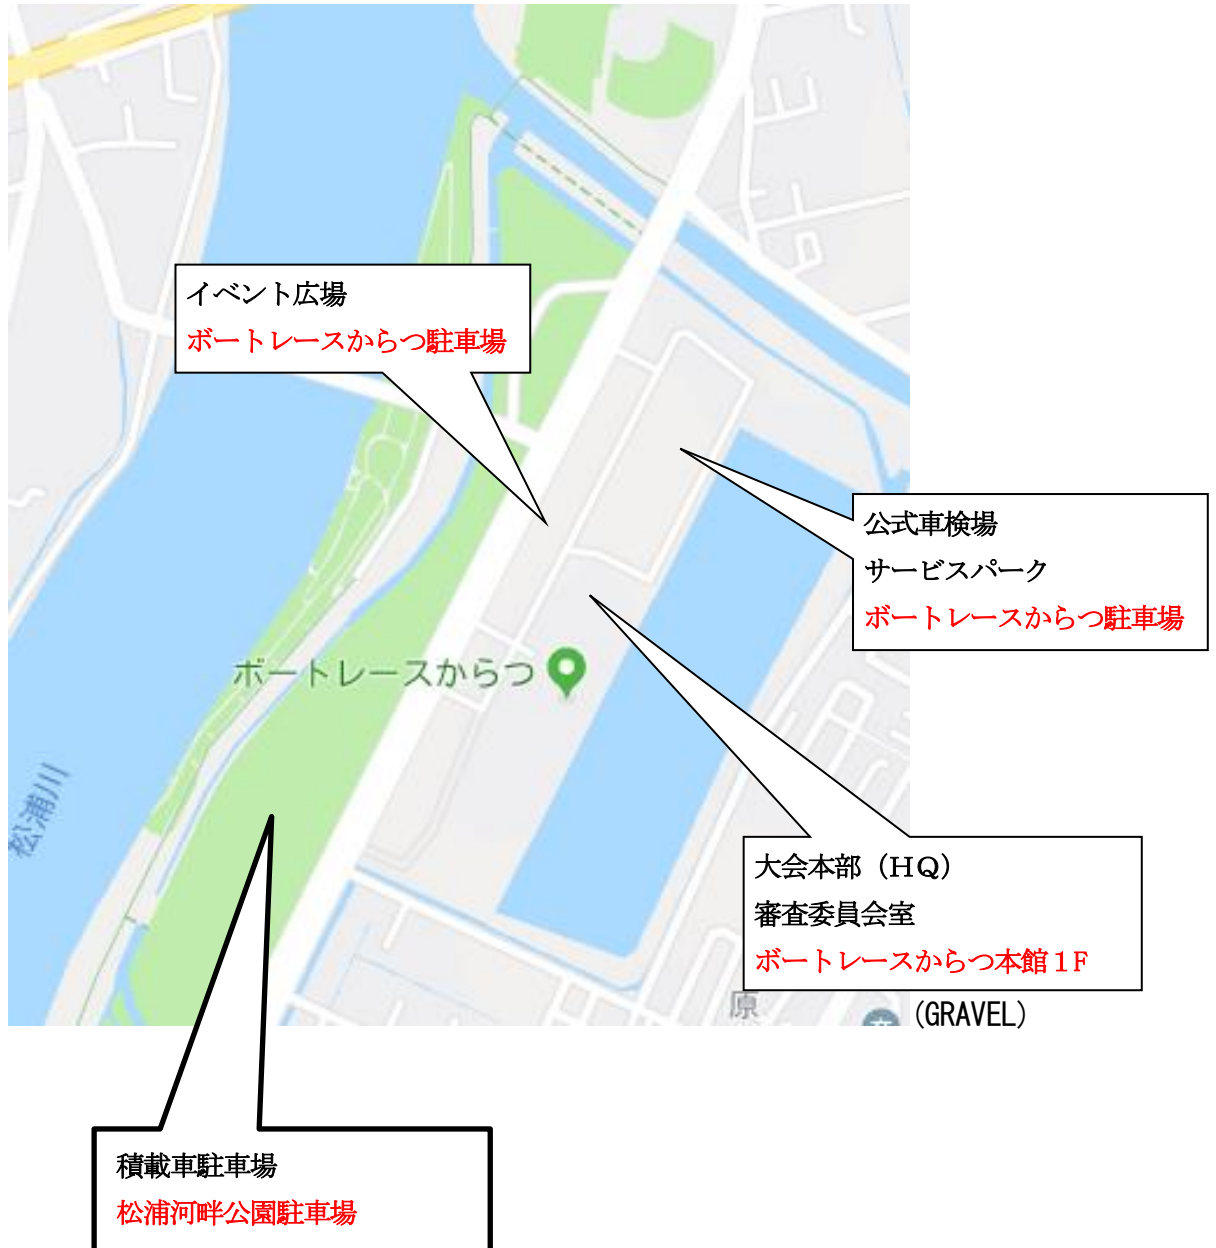 イベント広場
ボートレースからつ駐車場
公式車検場
サービスパーク
ボートレースからつ駐車場
ボートレースからつ
松浦川
大会本部（ＨＱ）
審査委員会室
ボートレースからつ本館１F
原
(GRAVEL)
積載車駐車場
松浦河畔公園駐車場